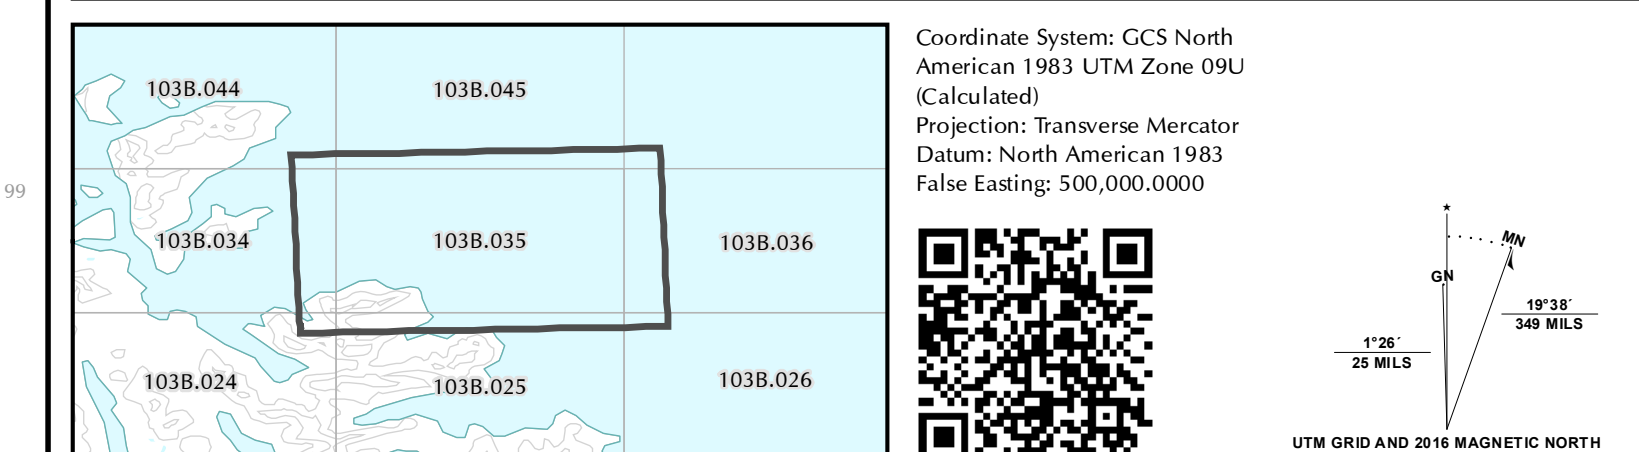 99
103B.044
103B.045
103B.034
103B.035
103B.036
103B.024
103B.025
103B.026
Coordinate System: GCS North
American 1983 UTM Zone 09U
(Calculated)
Projection: Transverse Mercator
Datum: North American 1983
False Easting: 500,000.0000
MN
GN
19°38´
349 MILS
1°26´
25 MILS
UTM GRID AND 2016 MAGNETIC NORTH